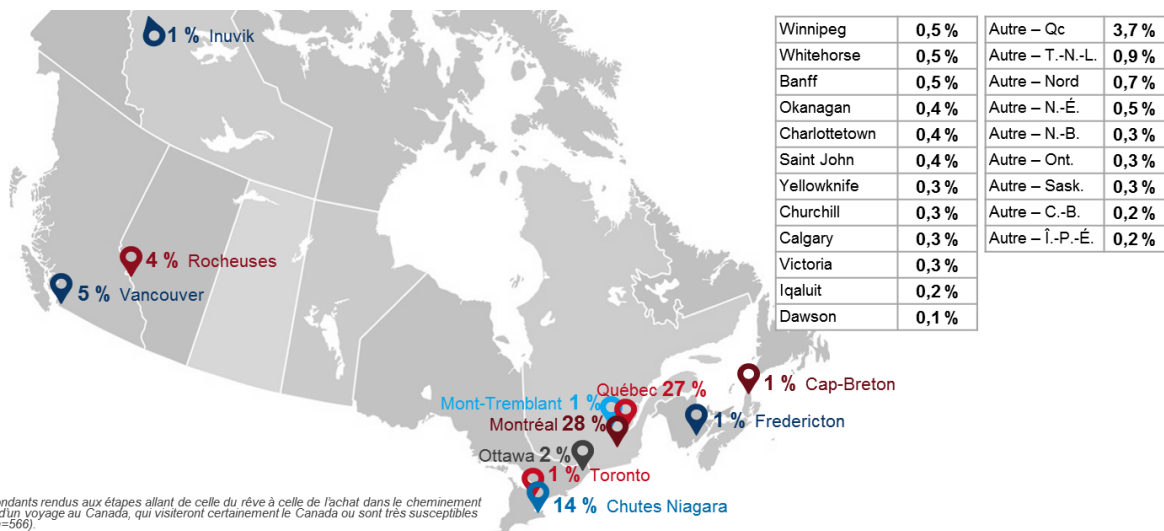 1 % Inuvik
4 % Rocheuses
5 % Vancouver
Québec 27 %
1 % Cap-Breton
Mont-Tremblant 1 %
Montréal 28 %
1 % Fredericton
Ottawa 2 %
1 % Toronto
14 % Chutes Niagara
Winnipeg 0,5 %
Whitehorse 0,5 %
Banff 0,5 %
Okanagan 0,4 %
Charlottetown 0,4 %
Saint John 0,4 %
Yellowknife 0,3 %
Churchill 0,3 %
Calgary 0,3 %
Victoria 0,3 %
Iqaluit 0,2 %
Dawson 0,1 %
Autre – Qc 3,7 %
Autre – T.-N.-L. 0,9 %
Autre – Nord 0,7 %
Autre – N.-É. 0,5 %
Autre – N.-B. 0,3 %
Autre – Ont. 0,3 %
Autre – Sask. 0,3 %
Autre – C.-B. 0,2 %
Autre – Î.-P.-É. 0,2 %
ondants rendus aux étapes allant de celle du rêve à celle de l'achat dans le cheminement
d'un voyage au Canada, qui visiteront certainement le Canada ou sont très susceptibles
n=566).